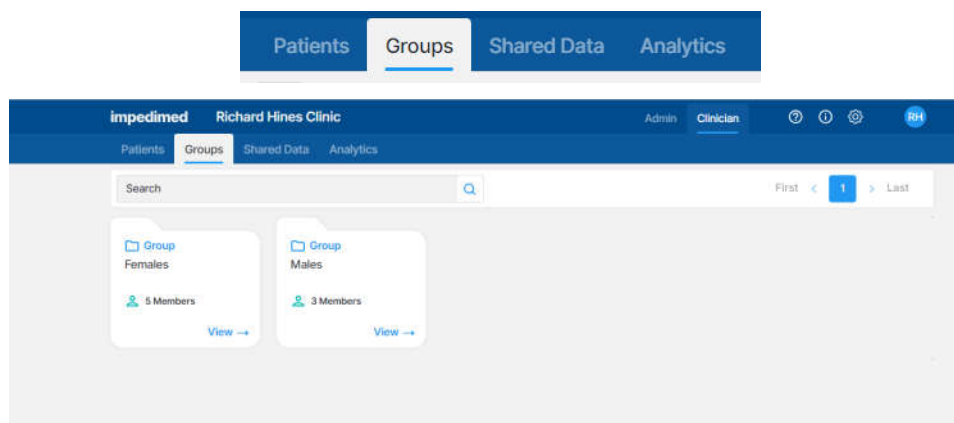 Patients Groups Shared Data Analytics
impedimed Richard Hines Clinic Admin Clinician RH
Patients Groups Shared Data Analytics
Search First < 1 > Last
Group Group
Females Males
5 Members 3 Members
View → View →